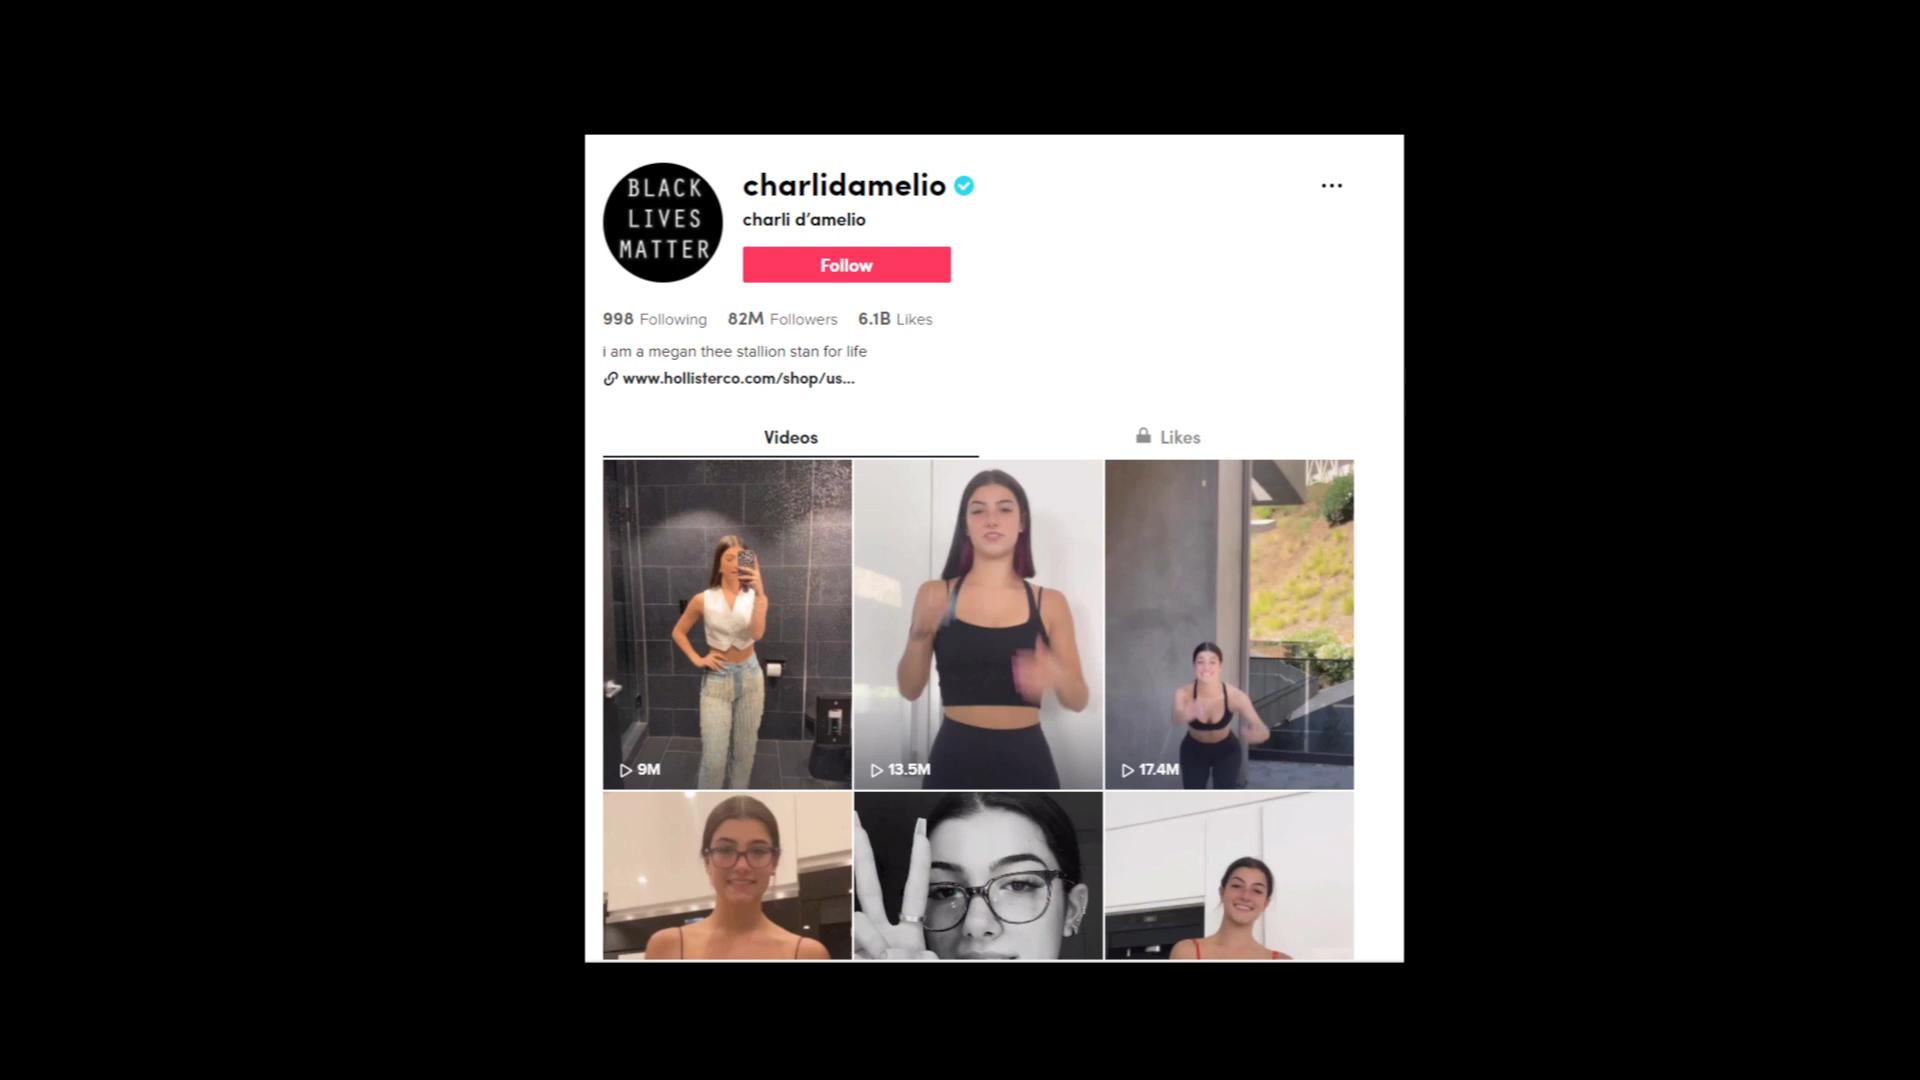 BLACK
LIVES
MATTER
charlidamelio
charli d'amelio
Follow
998 Following 82M Followers 6.1B Likes
i am a megan thee stallion stan for life
www.hollisterco.com/shop/us...
Videos
Likes
9M
13.5M
17.4M